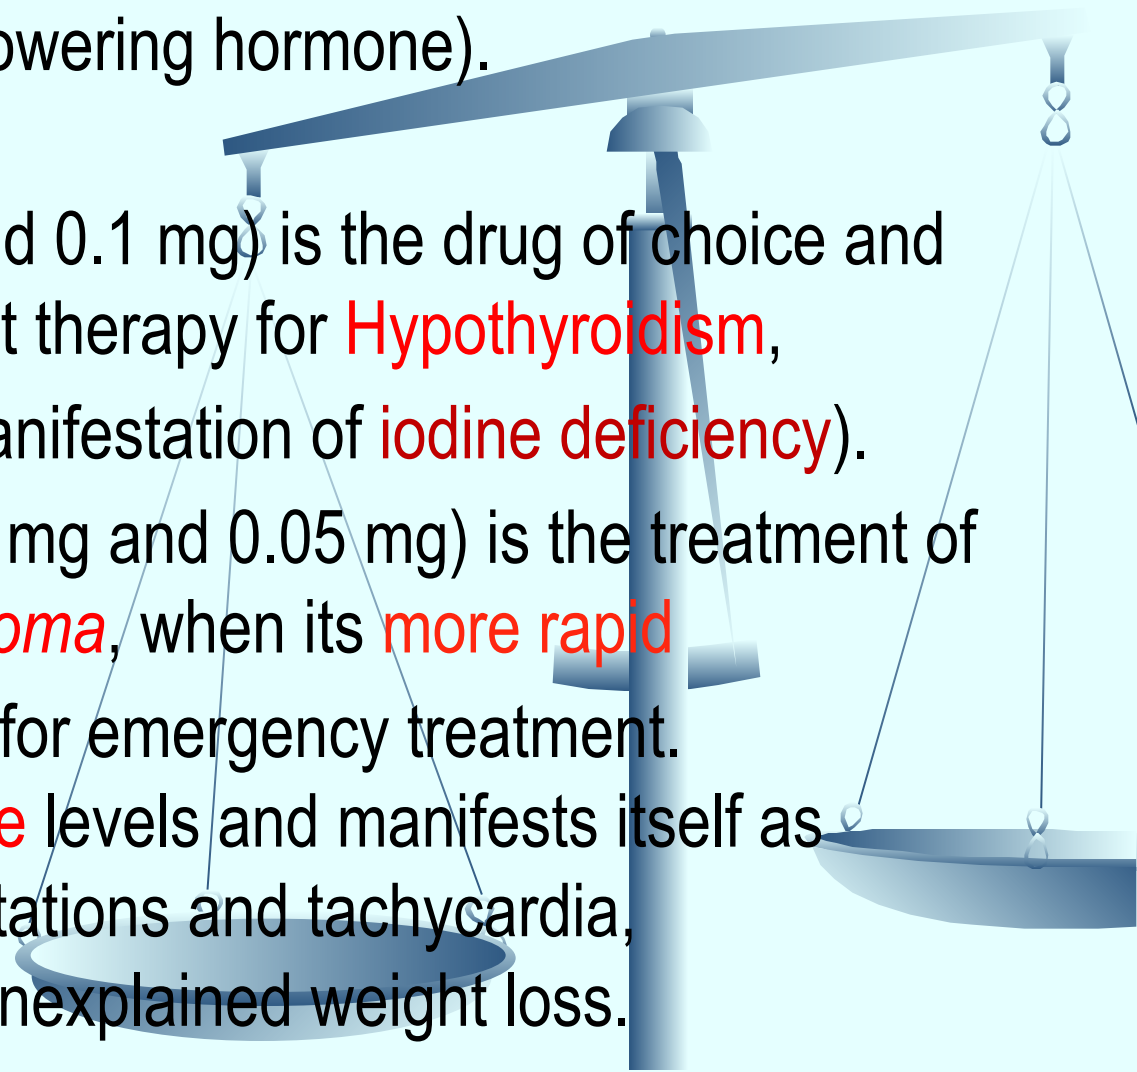 owering hormone).
d 0.1 mg) is the drug of choice and
t therapy for Hypothyroidism,
anifestation of iodine deficiency).
mg and 0.05 mg) is the treatment of
oma, when its more rapid
for emergency treatment.
e levels and manifests itself as
tations and tachycardia,
nexplained weight loss.